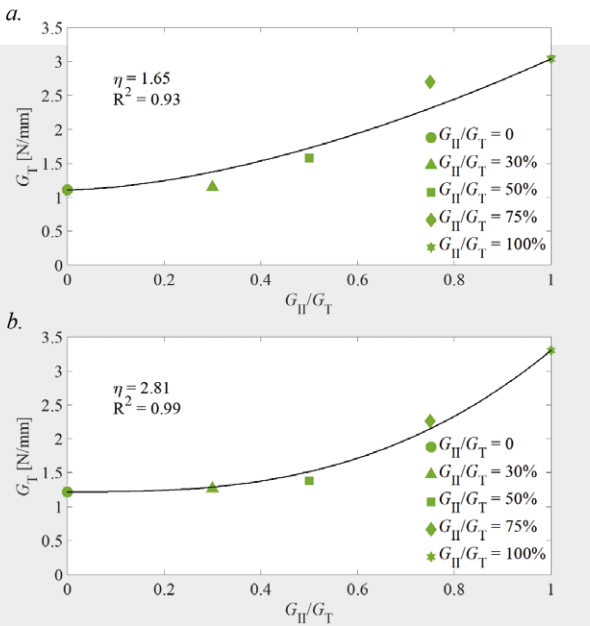 a.
3.5
3
2.5
2
1.5
1
0.5
0
G_T [N/mm]
η = 1.65
R² = 0.93
G_II/G_T = 0
G_II/G_T = 30%
G_II/G_T = 50%
G_II/G_T = 75%
G_II/G_T = 100%
0 0.2 0.4 0.6 0.8 1
G_II/G_T
b.
3.5
3
2.5
2
1.5
1
0.5
0
G_T [N/mm]
η = 2.81
R² = 0.99
G_II/G_T = 0
G_II/G_T = 30%
G_II/G_T = 50%
G_II/G_T = 75%
G_II/G_T = 100%
0 0.2 0.4 0.6 0.8 1
G_II/G_T